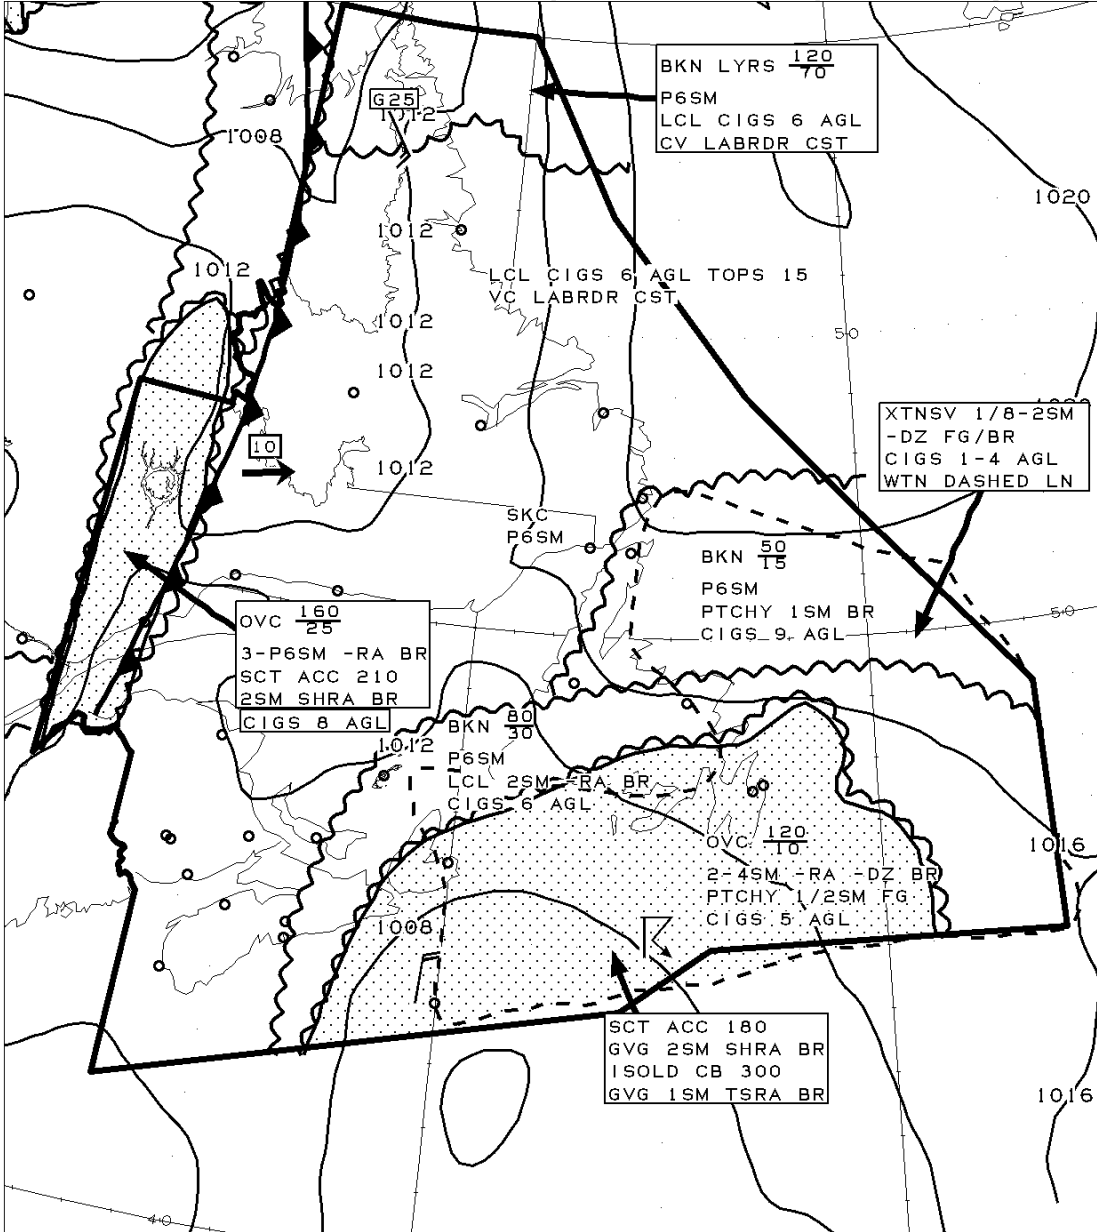 BKN LYRS 120/70
P6SM
LCL CIGS 6 AGL
CV LABRDR CST
G25
1012
1008
1020
1012
1012
LCL CIGS 6 AGL TOPS 15
VC LABRDR CST
1012
50
1012
XTNSV 1/8-2SM
-DZ FG/BR
CIGS 1-4 AGL
WTN DASHED LN
10
1012
SKC
P6SM
BKN 50/15
P6SM
PTCHY 1SM BR
CIGS 9 AGL
50
OVC 160/25
3-P6SM -RA BR
SCT ACC 210
2SM SHRA BR
CIGS 8 AGL
1012
BKN 80/30
P6SM
LCL 2SM -RA BR
CIGS 6 AGL
OVC 120/10
2-4SM -RA -DZ BR
PTCHY 1/2SM FG
CIGS 5 AGL
1016
1008
SCT ACC 180
GVG 2SM SHRA BR
ISOLD CB 300
GVG 1SM TSRA BR
1016
40